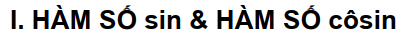 I. HÀM SỐ sin & HÀM SỐ côsin